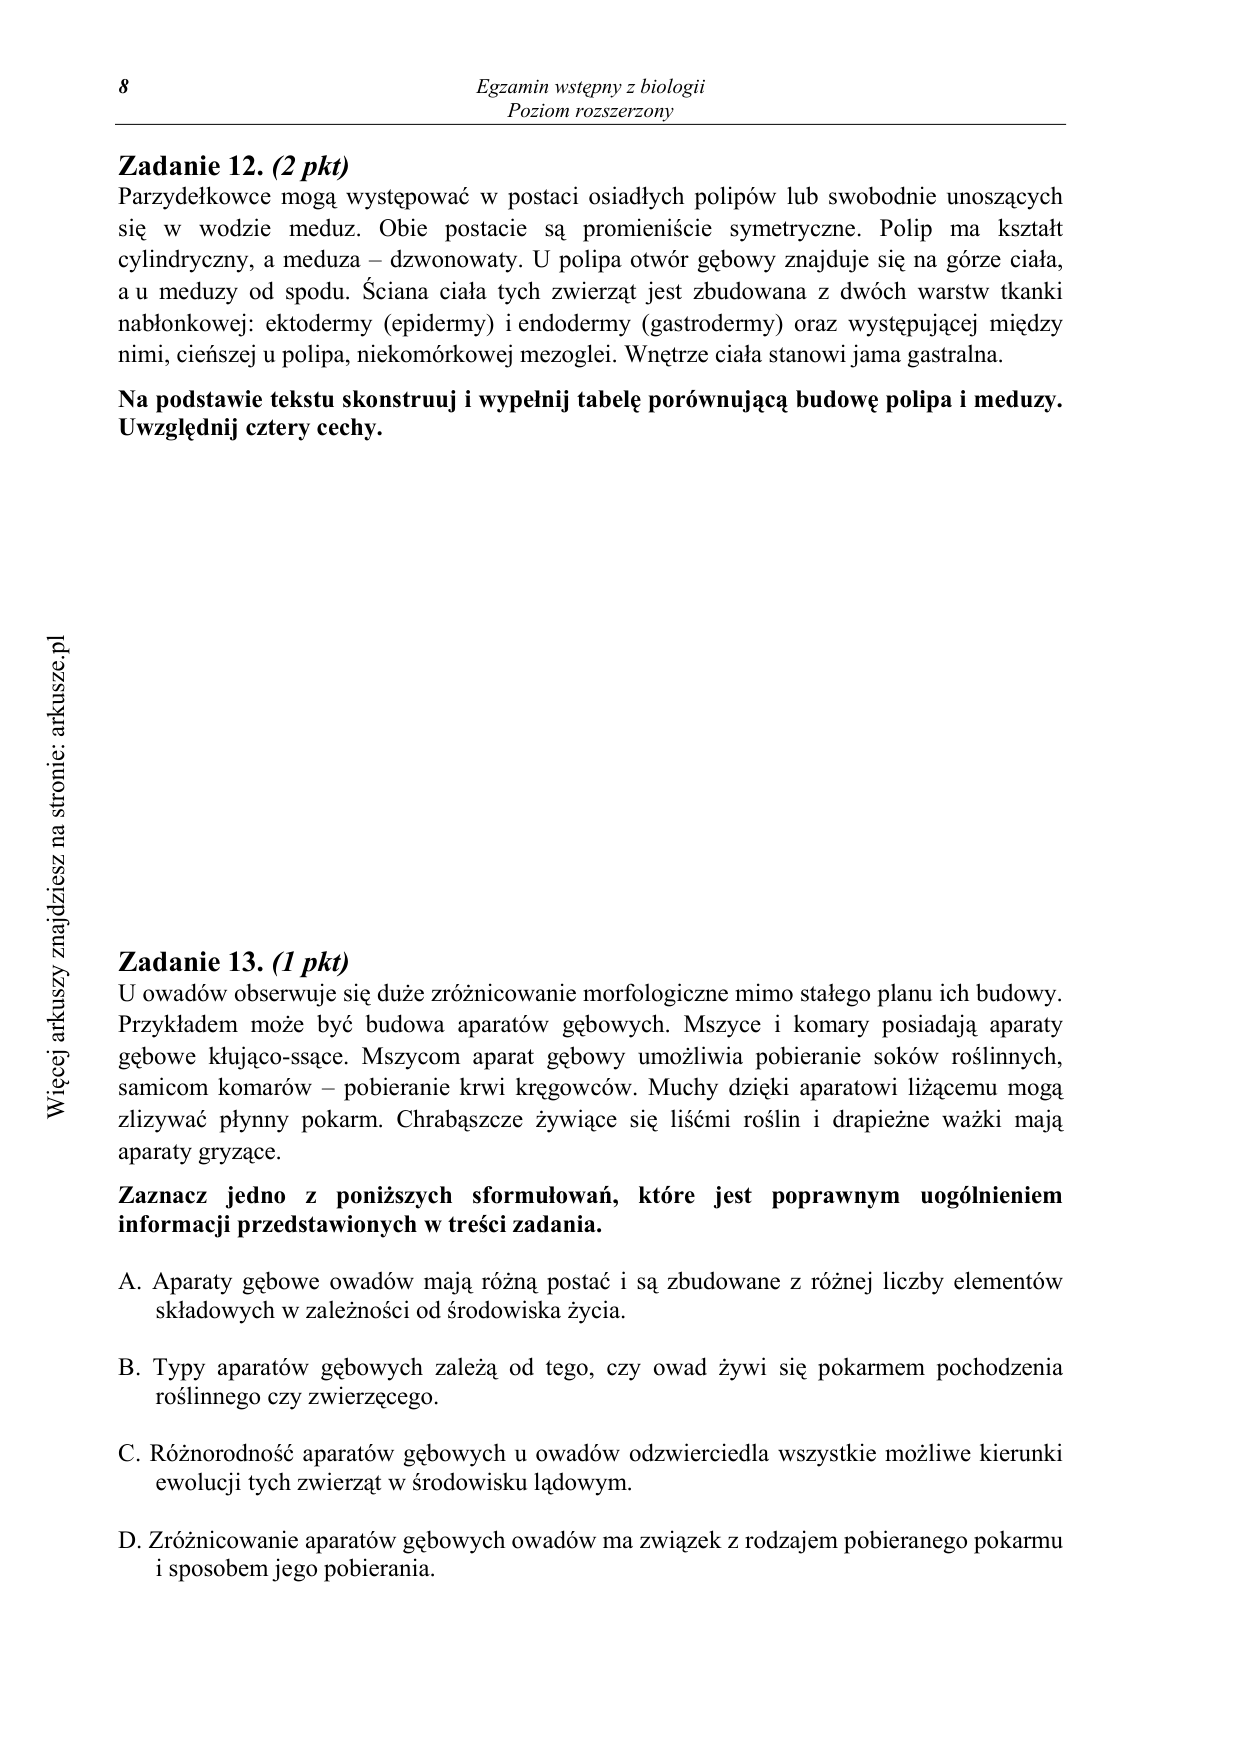 8
Egzamin wstępny z biologii
Poziom rozszerzony
Zadanie 12. (2 pkt)
Parzydełkowce mogą występować w postaci osiadłych polipów lub swobodnie unoszących
się w wodzie meduz. Obie postacie są promieniście symetryczne. Polip ma kształt
cylindryczny, a meduza – dzwonowaty. U polipa otwór gębowy znajduje się na górze ciała,
a u meduzy od spodu. Ściana ciała tych zwierząt jest zbudowana z dwóch warstw tkanki
nabłonkowej: ektodermy (epidermy) i endodermy (gastrodermy) oraz występującej między
nimi, cieńszej u polipa, niekomórkowej mezoglei. Wnętrze ciała stanowi jama gastralna.
Na podstawie tekstu skonstruuj i wypełnij tabelę porównującą budowę polipa i meduzy.
Uwzględnij cztery cechy.
Więcej arkuszy znajdziesz na stronie: arkusze.pl
Zadanie 13. (1 pkt)
U owadów obserwuje się duże zróżnicowanie morfologiczne mimo stałego planu ich budowy.
Przykładem może być budowa aparatów gębowych. Mszyce i komary posiadają aparaty
gębowe kłująco-ssące. Mszycom aparat gębowy umożliwia pobieranie soków roślinnych,
samicom komarów – pobieranie krwi kręgowców. Muchy dzięki aparatowi liżącemu mogą
zlizywać płynny pokarm. Chrabąszcze żywiące się liśćmi roślin i drapieżne ważki mają
aparaty gryzące.
Zaznacz jedno z poniższych sformułowań, które jest poprawnym uogólnieniem
informacji przedstawionych w treści zadania.
A. Aparaty gębowe owadów mają różną postać i są zbudowane z różnej liczby elementów
składowych w zależności od środowiska życia.
B. Typy aparatów gębowych zależą od tego, czy owad żywi się pokarmem pochodzenia
roślinnego czy zwierzęcego.
C. Różnorodność aparatów gębowych u owadów odzwierciedla wszystkie możliwe kierunki
ewolucji tych zwierząt w środowisku lądowym.
D. Zróżnicowanie aparatów gębowych owadów ma związek z rodzajem pobieranego pokarmu
i sposobem jego pobierania.